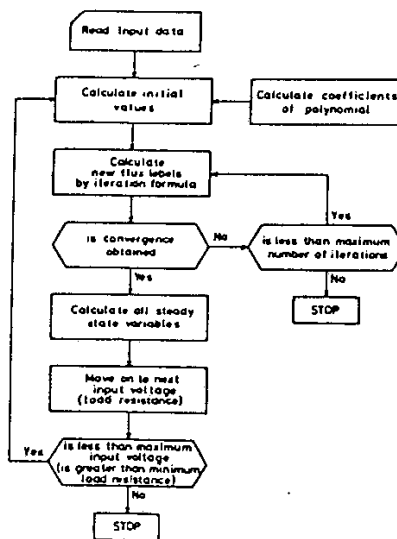 Read Input data
Calculate initial
values
Calculate coefficients
of polynomial
Calculate
new flux labels
by iteration formula
Yes
is convergence
obtained
No
is less than maximum
number of iterations
Yes
No
STOP
Calculate all steady
state variables
Move on to next
input voltage
(load resistance)
Yes
is less than maximum
input voltage
(is greater than minimum
load resistance)
No
STOP